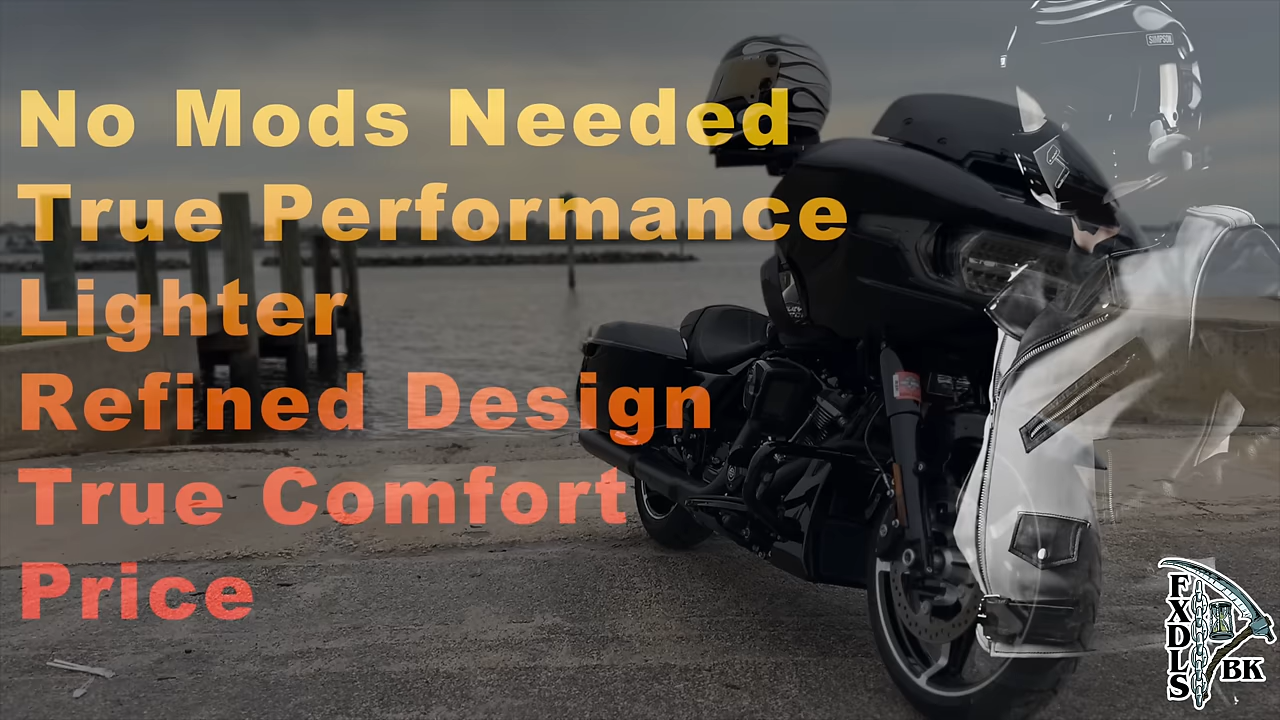 No Mods Needed
True Performance
Lighter
Refined Design
True Comfort
Price
SIMPSON
FXDLS
BK